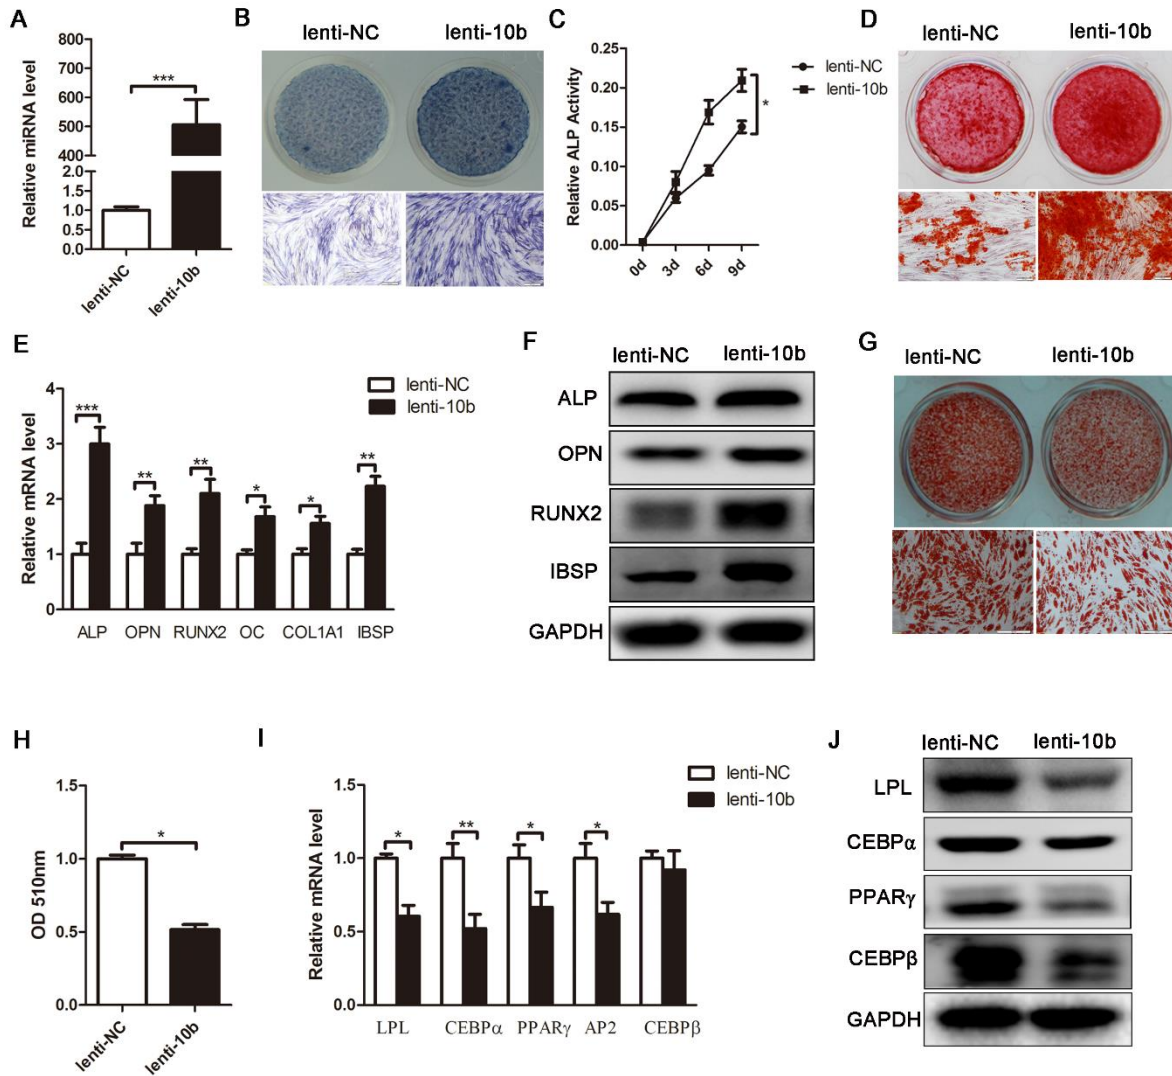 A
Relative miRNA level
800
700
600
500
400
2.0
1.5
1.0
0.5
0.0
***
lenti-NC
lenti-10b
B
lenti-NC lenti-10b
C
Relative ALP Activity
0.25
0.20
0.15
0.10
0.05
0.00
0d 3d 6d 9d
lenti-NC
lenti-10b
*
D
lenti-NC lenti-10b
E
Relative mRNA level
4
3
2
1
0
lenti-NC
lenti-10b
*** ** ** * * **
ALP OPN RUNX2 OC COL1A1 IBSP
F
lenti-NC lenti-10b
ALP
OPN
RUNX2
IBSP
GAPDH
G
lenti-NC lenti-10b
H
OD 510nm
1.5
1.0
0.5
0.0
*
lenti-NC
lenti-10b
I
Relative mRNA level
1.5
1.0
0.5
0.0
lenti-NC
lenti-10b
* ** * *
LPL CEBPα PPARγ AP2 CEBPβ
J
lenti-NC lenti-10b
LPL
CEBPα
PPARγ
CEBPβ
GAPDH